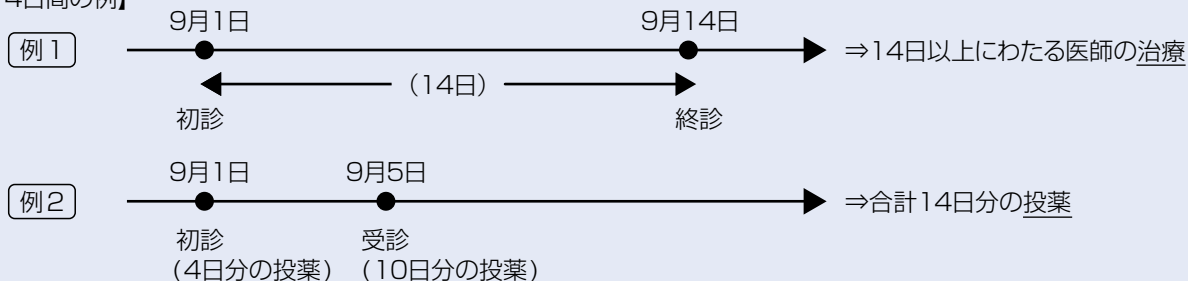 4日間の例】
9月1日 9月14日
例1 ⇒14日以上にわたる医師の治療
(14日)
初診 終診
9月1日 9月5日
例2 ⇒合計14日分の投薬
初診 受診
(4日分の投薬) (10日分の投薬)